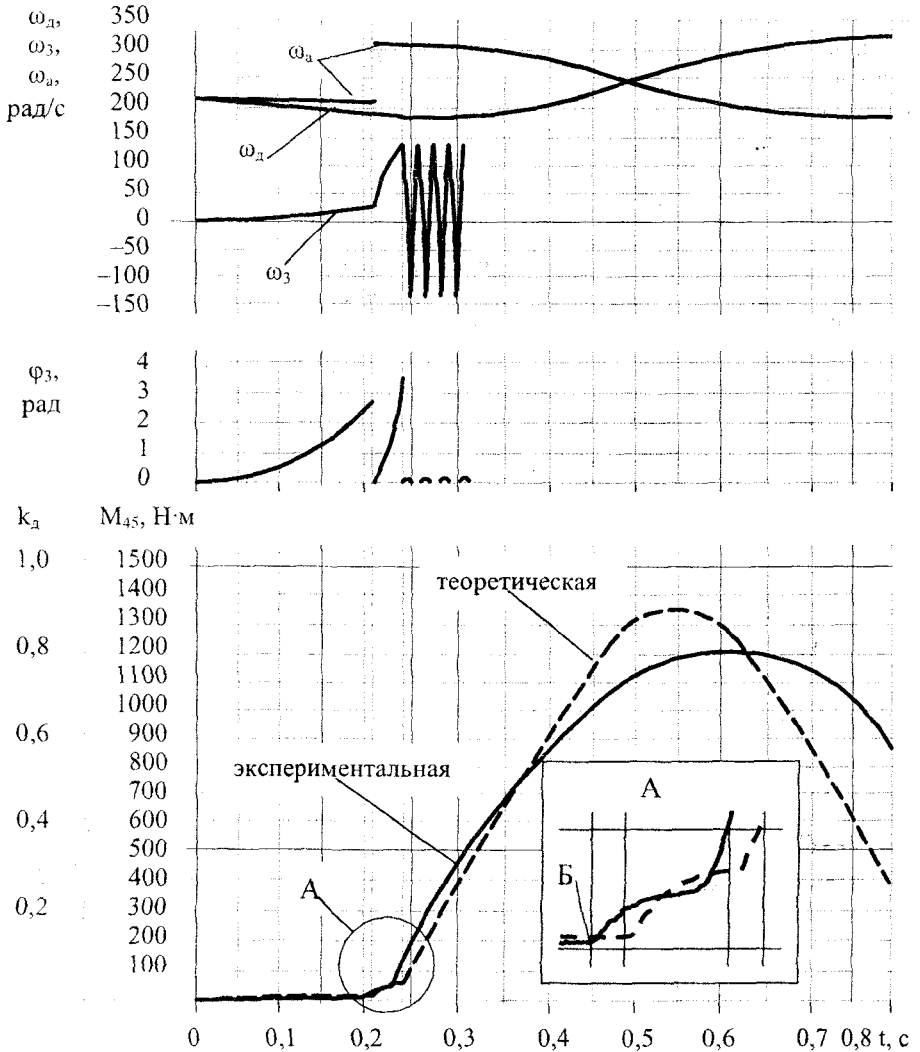 ω_д, 350
ω_3, 300
ω_а, 250
рад/с 200
150
100
50
0
–50
–100
–150
ω_а
ω_д
ω_3
φ_3, 4
рад 3
2
1
0
k_д M_45, Н·м
1,0 1500
1400
1300
0,8 1200
1100
1000
0,6 900
800
700
0,4 600
500
400
0,2 300
200
100
теоретическая
экспериментальная
А
А
Б
0 0,1 0,2 0,3 0,4 0,5 0,6 0,7 0,8 t, с